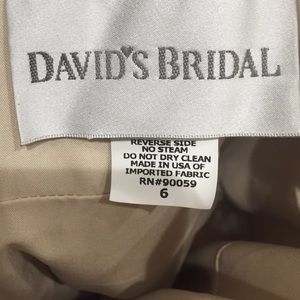 DAVID'S BRIDAL
REVERSE SIDE
NO STEAM
DO NOT DRY CLEAN
MADE IN USA OF
IMPORTED FABRIC
RN#90059
6